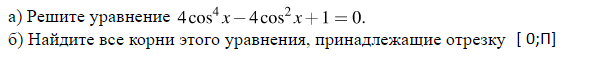 а) Решите уравнение 4cos⁴x − 4cos²x + 1 = 0.
б) Найдите все корни этого уравнения, принадлежащие отрезку [ 0;П]